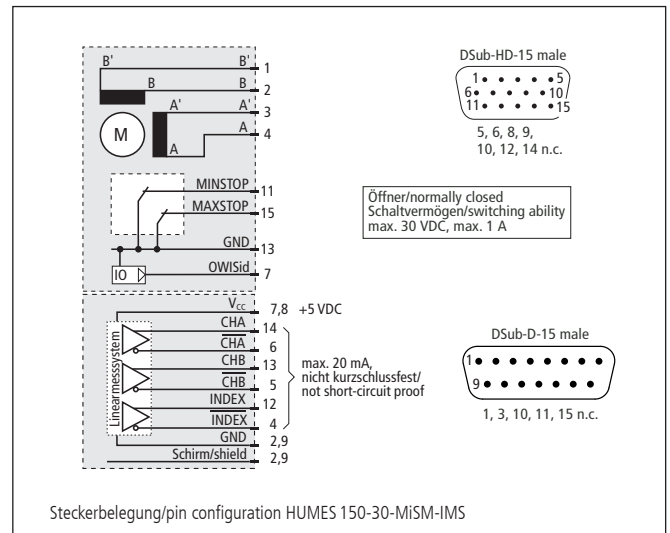 B' B' 1
B B 2
A' A' 3
A A 4
M
MINSTOP 11
MAXSTOP 15
GND 13
IO OWISid 7
DSub-HD-15 male
1 5
6 10
11 15
5, 6, 8, 9,
10, 12, 14 n.c.
Öffner/normally closed
Schaltvermögen/switching ability
max. 30 VDC, max. 1 A
Linearmesssystem
Vcc 7,8 +5 VDC
CHA 14
C̅H̅A̅ 6
CHB 13
C̅H̅B̅ 5
INDEX 12
I̅N̅D̅E̅X̅ 4
GND 2,9
Schirm/shield 2,9
max. 20 mA,
nicht kurzschlussfest/
not short-circuit proof
DSub-D-15 male
1
9
1, 3, 10, 11, 15 n.c.
Steckerbelegung/pin configuration HUMES 150-30-MiSM-IMS